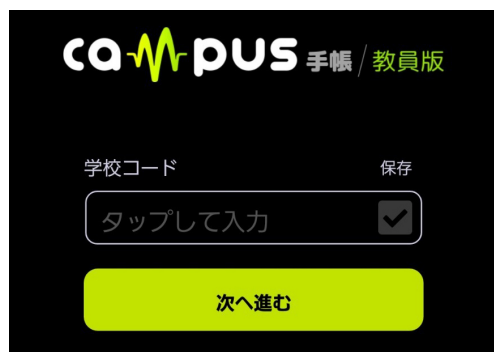 campus 手帳/教員版
学校コード 保存
タップして入力
次へ進む